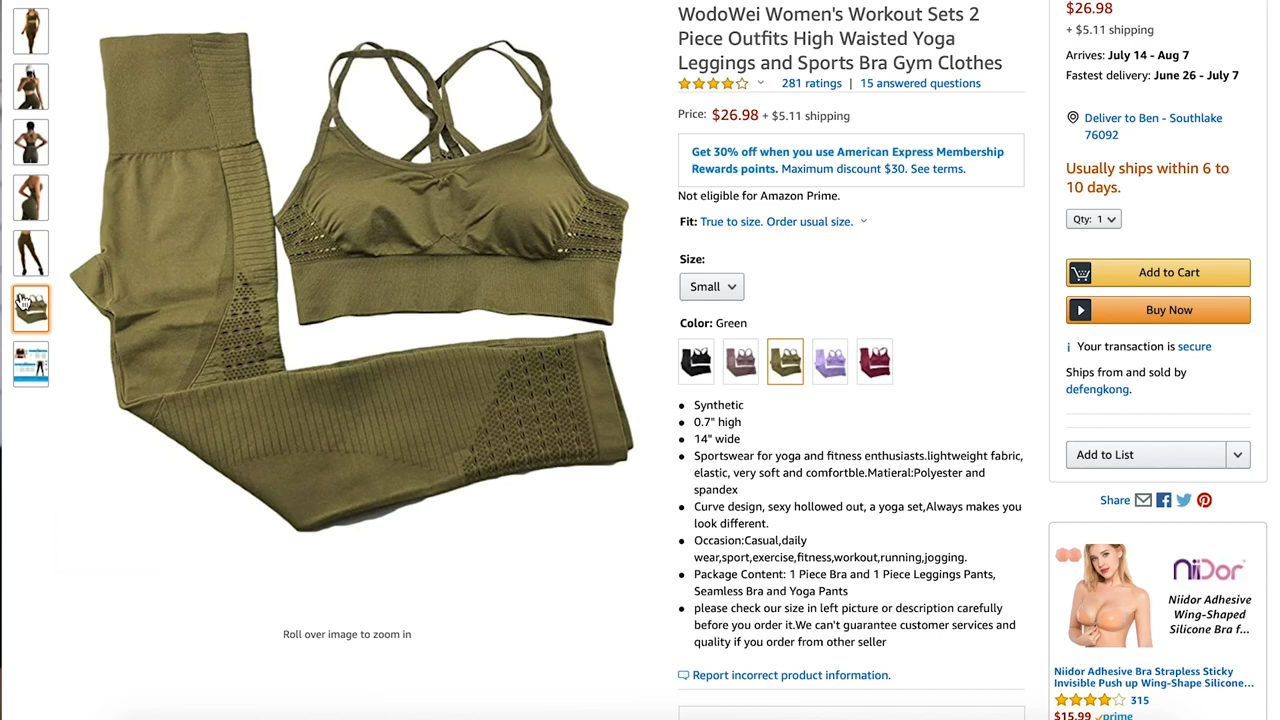 WodoWei Women's Workout Sets 2
Piece Outfits High Waisted Yoga
Leggings and Sports Bra Gym Clothes
281 ratings | 15 answered questions
Price: $26.98 + $5.11 shipping
Get 30% off when you use American Express Membership
Rewards points. Maximum discount $30. See terms.
Not eligible for Amazon Prime.
Fit: True to size. Order usual size.
Size:
Small
Color: Green
Synthetic
0.7" high
14" wide
Sportswear for yoga and fitness enthusiasts.lightweight fabric,
elastic, very soft and comfortble.Matieral:Polyester and
spandex
Curve design, sexy hollowed out, a yoga set,Always makes you
look different.
Occasion:Casual,daily
wear,sport,exercise,fitness,workout,running,jogging.
Package Content: 1 Piece Bra and 1 Piece Leggings Pants,
Seamless Bra and Yoga Pants
please check our size in left picture or description carefully
before you order it.We can't guarantee customer services and
quality if you order from other seller
Report incorrect product information.
Roll over image to zoom in
$26.98
+ $5.11 shipping
Arrives: July 14 - Aug 7
Fastest delivery: June 26 - July 7
Deliver to Ben - Southlake
76092
Usually ships within 6 to
10 days.
Qty: 1
Add to Cart
Buy Now
Your transaction is secure
Ships from and sold by
defengkong.
Add to List
Share
NiiDor
Niidor Adhesive
Wing-Shaped
Silicone Bra f...
Niidor Adhesive Bra Strapless Sticky
Invisible Push up Wing-Shape Silicone...
315
$15.99 prime